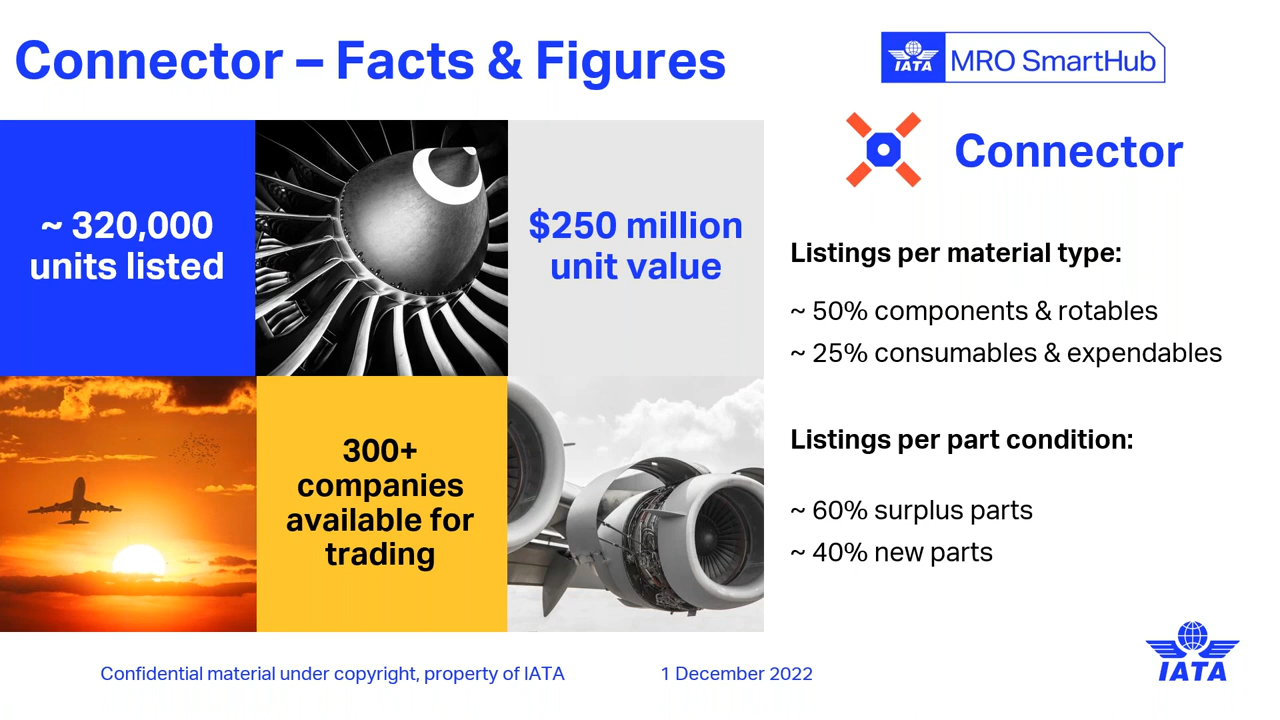 Connector – Facts & Figures
IATA
MRO SmartHub
Connector
~ 320,000
units listed
$250 million
unit value
300+
companies
available for
trading
Listings per material type:
~ 50% components & rotables
~ 25% consumables & expendables
Listings per part condition:
~ 60% surplus parts
~ 40% new parts
Confidential material under copyright, property of IATA
1 December 2022
IATA